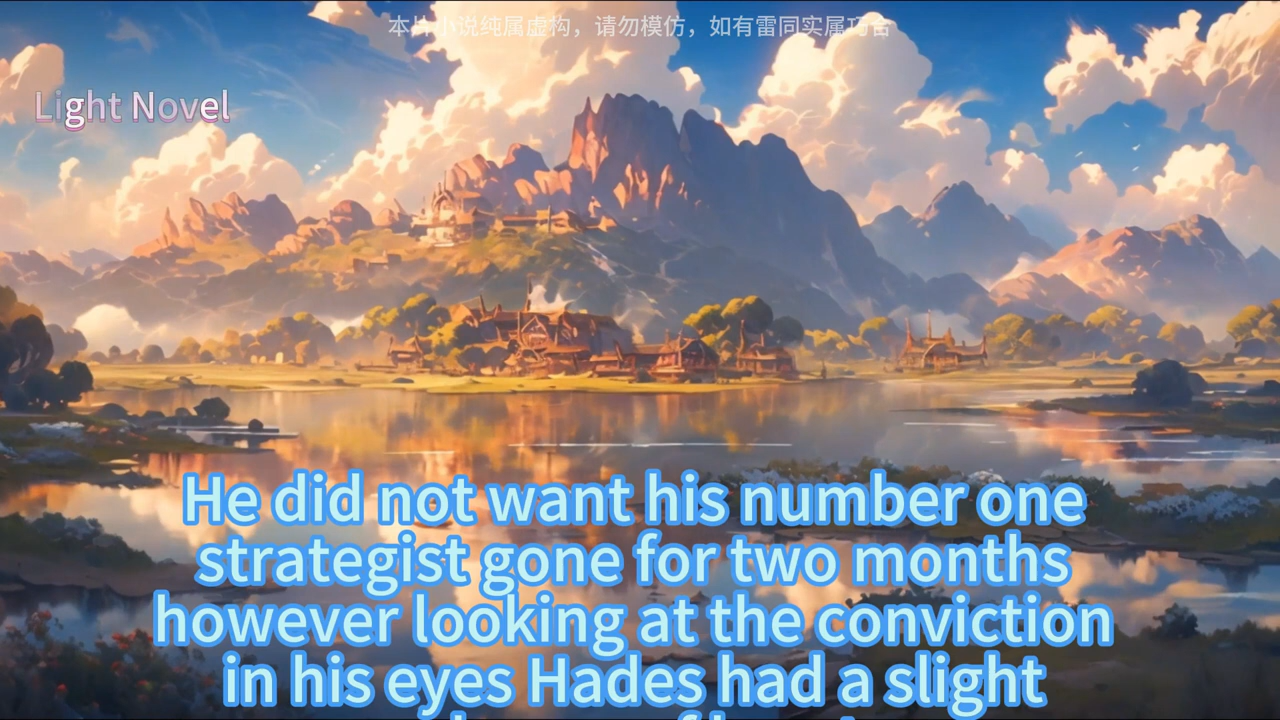 本片小说纯属虚构，请勿模仿，如有雷同实属巧合
Light Novel
He did not want his number one
strategist gone for two months
however looking at the conviction
in his eyes Hades had a slight